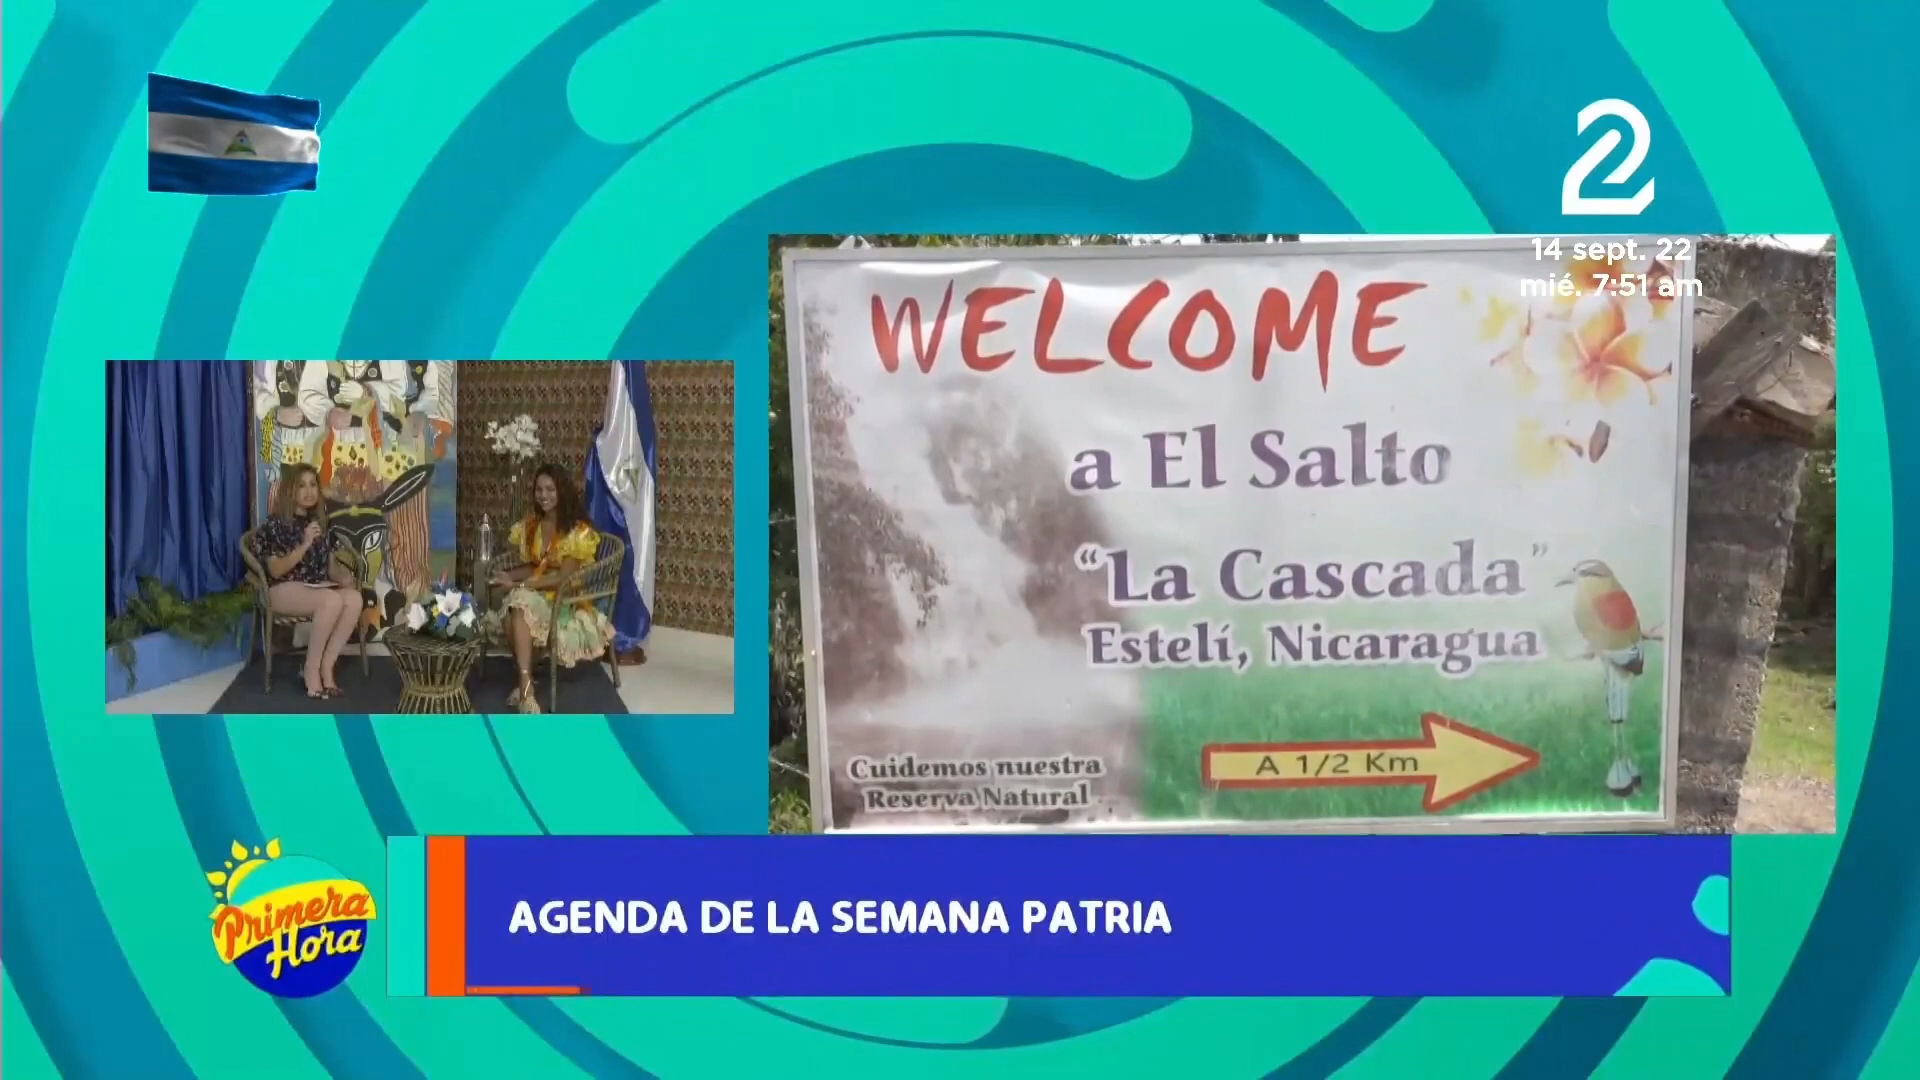 2
14 sept. 22
mié. 7:51 am
WELCOME
a El Salto
“La Cascada”
Estelí, Nicaragua
A 1/2 Km
Cuidemos nuestra
Reserva Natural
Primera
Hora
AGENDA DE LA SEMANA PATRIA